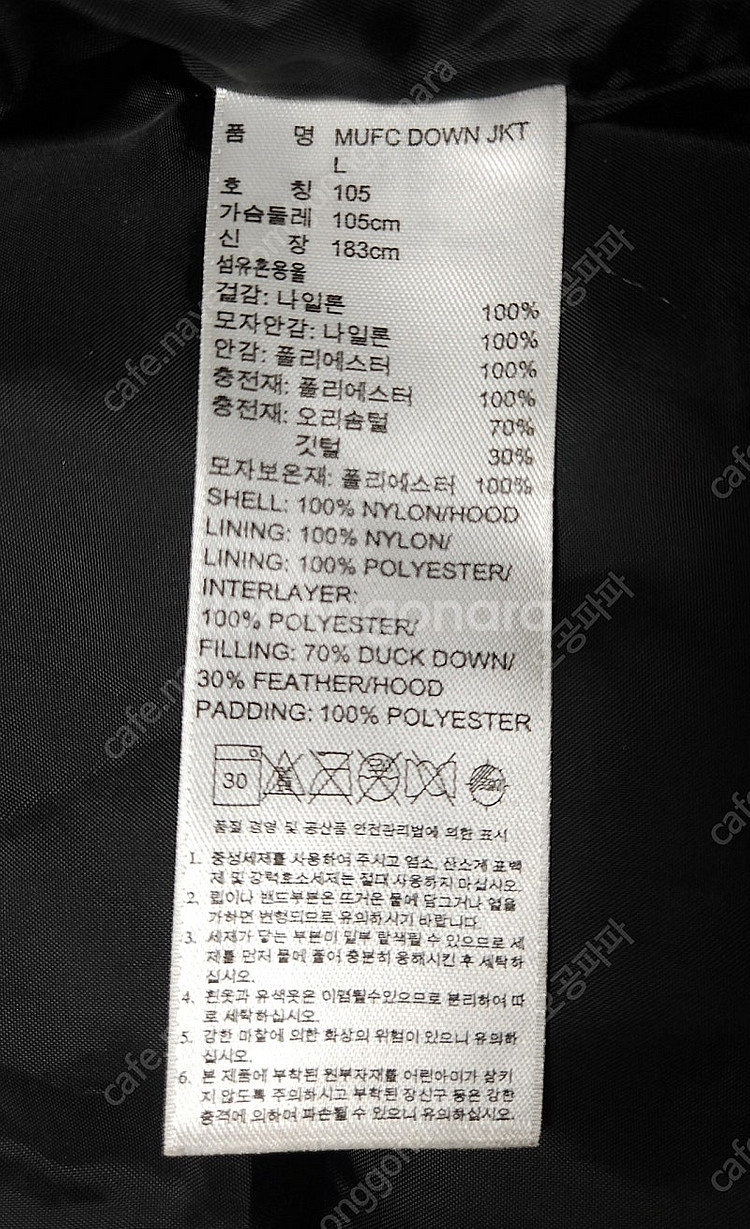 품 명 MUFC DOWN JKT
L
호 칭 105
가슴둘레 105cm
신 장 183cm
섬유혼용율
겉감: 나일론 100%
모자안감: 나일론 100%
안감: 폴리에스터 100%
충전재: 폴리에스터 100%
충전재: 오리솜털 70%
깃털 30%
모자보온재: 폴리에스터 100%
SHELL: 100% NYLON/HOOD
LINING: 100% NYLON/
LINING: 100% POLYESTER/
INTERLAYER:
100% POLYESTER/
FILLING: 70% DUCK DOWN/
30% FEATHER/HOOD
PADDING: 100% POLYESTER
30
품질 경영 및 공산품 안전관리법에 의한 표시
1. 중성세제를 사용하여 주시고 염소, 산소계 표백
제 및 강력효소세제는 절대 사용하지 마십시오.
2. 립이나 밴드부분은 뜨거운 물에 담그거나 열을
가하면 변형되므로 유의하시기 바랍니다.
3. 세제가 닿는 부분이 일부 탈색될 수 있으므로 세
제를 먼저 물에 풀어 충분히 용해시킨 후 세탁하
십시오.
4. 흰옷과 유색옷은 이염될수있으므로 분리하여 따
로 세탁하십시오.
5. 강한 마찰에 의한 화상의 위험이 있으니 유의하
십시오.
6. 본 제품에 부착된 원부자재를 어린아이가 삼키
지 않도록 주의하시고 부착된 장신구 등은 강한
충격에 의하여 파손될 수 있으니 유의하십시오.